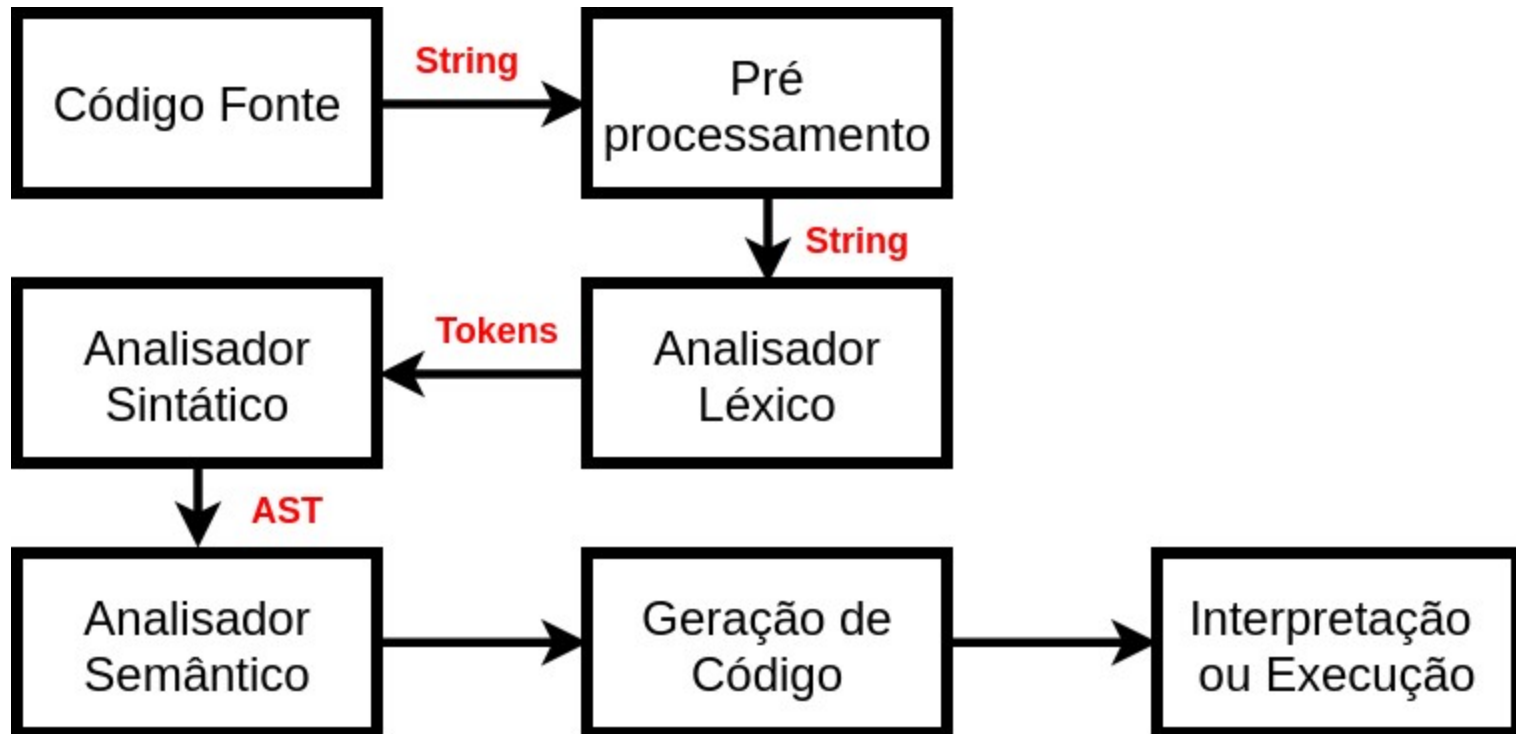 Código Fonte
String
Pré
processamento
String
Analisador
Léxico
Tokens
Analisador
Sintático
AST
Analisador
Semântico
Geração de
Código
Interpretação
ou Execução